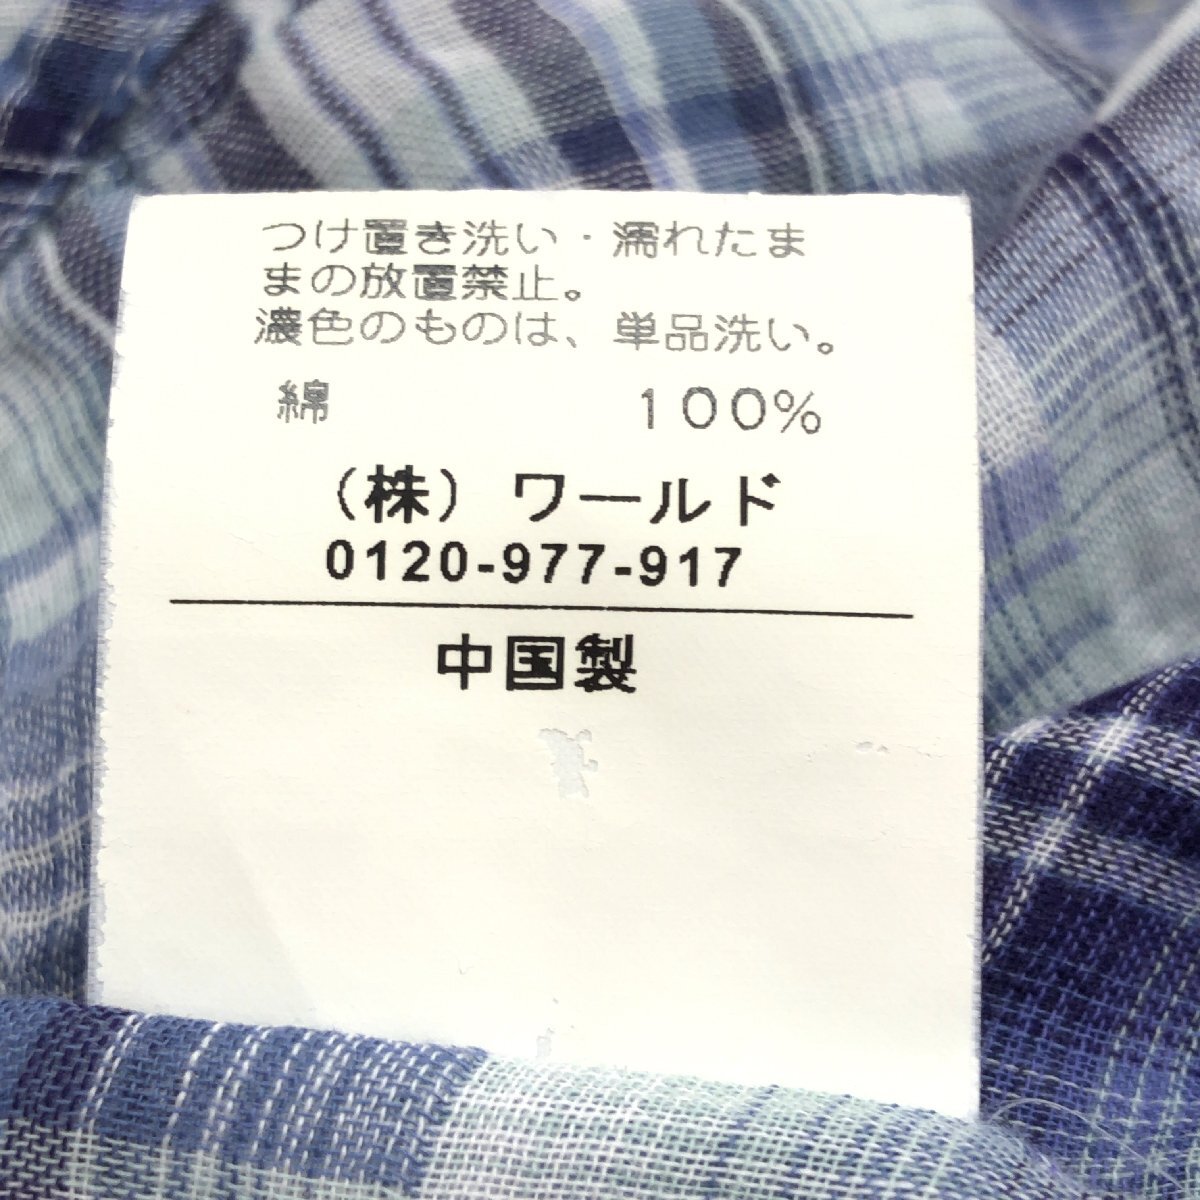 つけ置き洗い・濡れたま
まの放置禁止。
濃色のものは、単品洗い。
綿 100%
（株）ワールド
0120-977-917
中国製